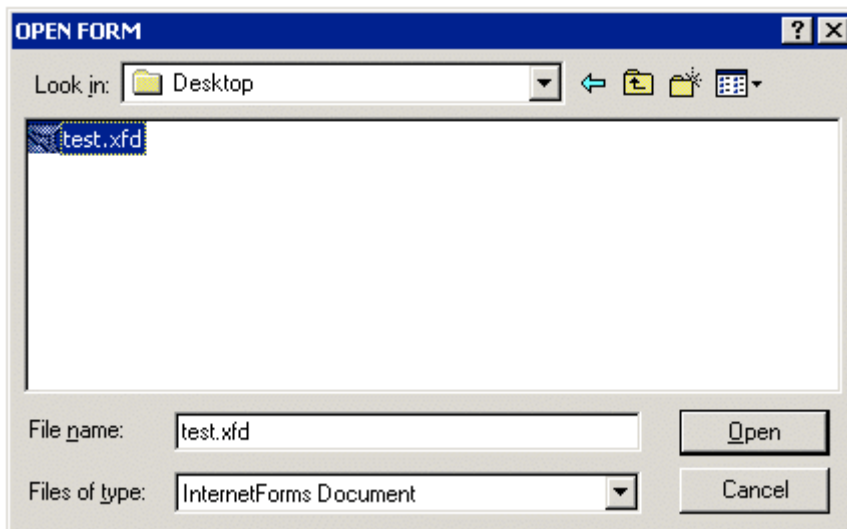 OPEN FORM
Look in: Desktop
test.xfd
File name: test.xfd Open
Files of type: InternetForms Document Cancel